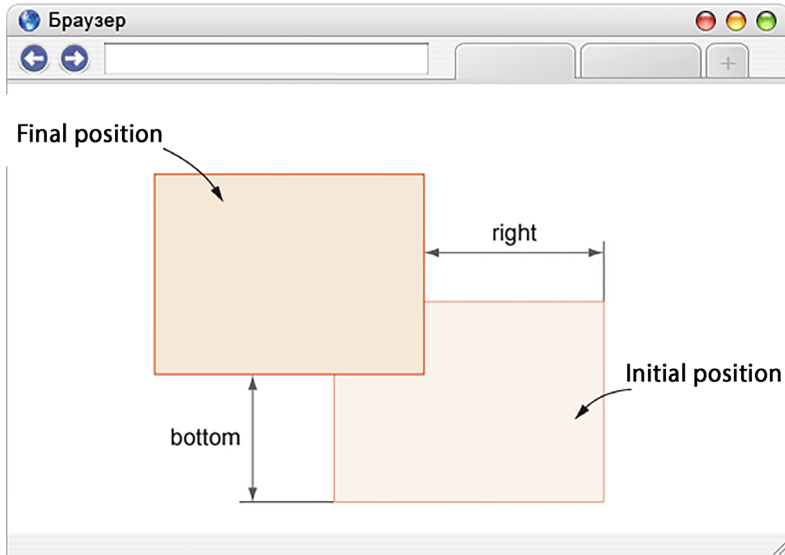 Браузер
+
Final position
right
Initial position
bottom